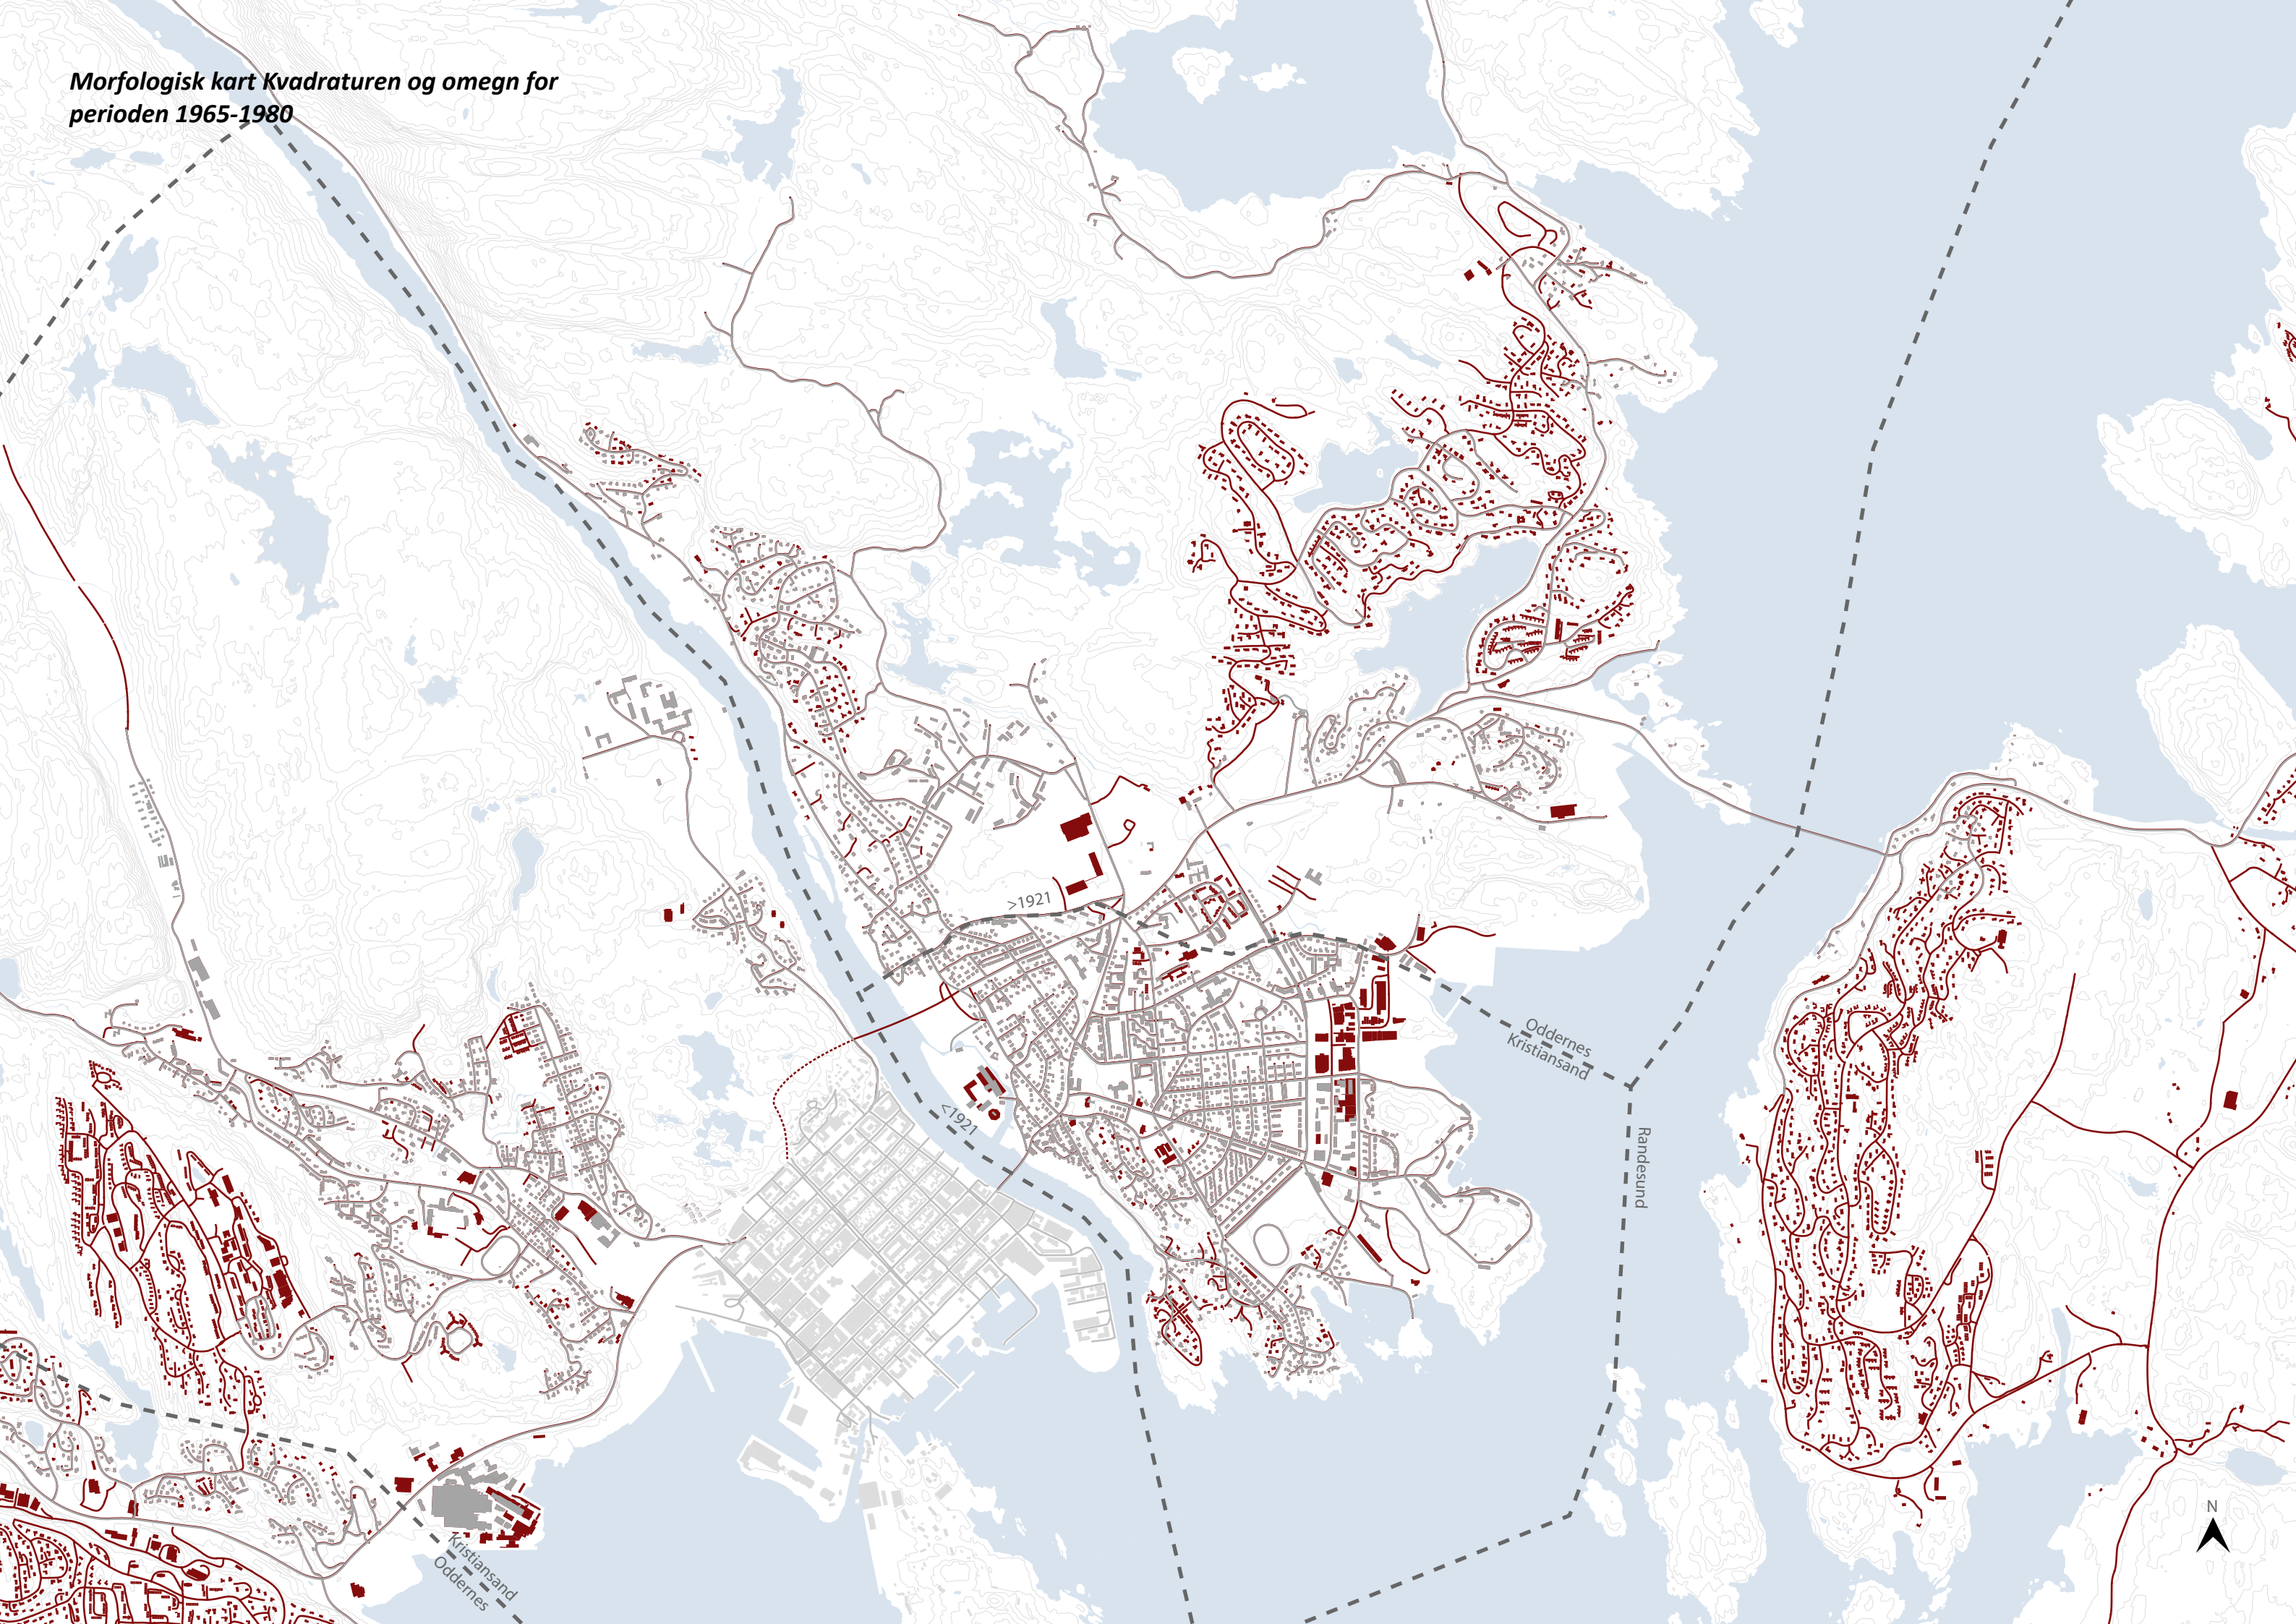 Morfologisk kart Kvadraturen og omegn for
perioden 1965-1980
>1921
Oddernes
Kristiansand
<1921
Randesund
N
Kristiansand
Oddernes